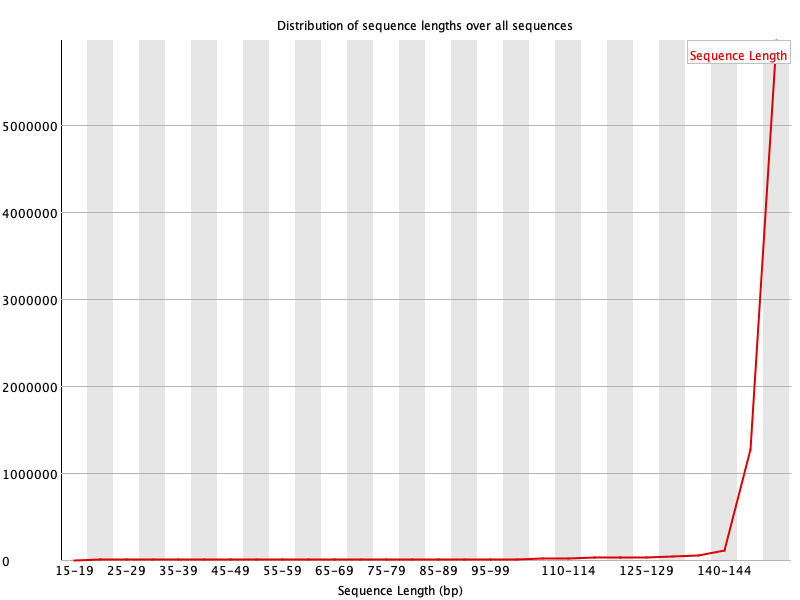 Distribution of sequence lengths over all sequences
Sequence Length
5000000
4000000
3000000
2000000
1000000
0
15-19 25-29 35-39 45-49 55-59 65-69 75-79 85-89 95-99 110-114 125-129 140-144
Sequence Length (bp)